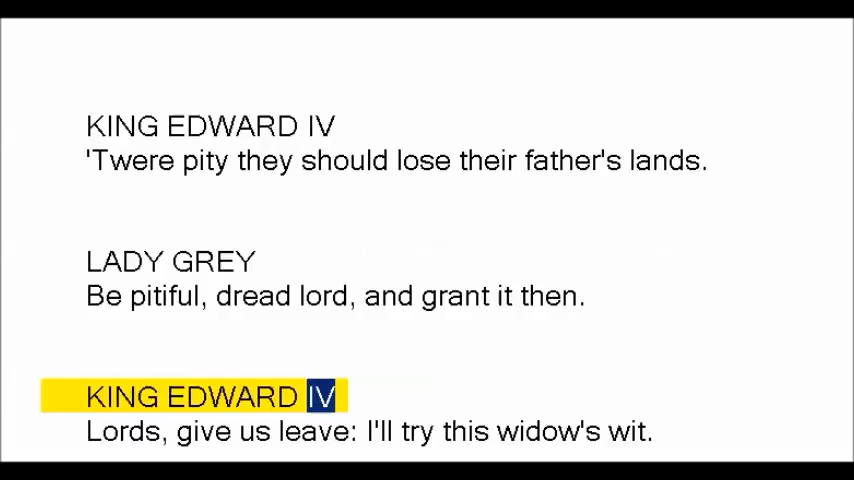 KING EDWARD IV
'Twere pity they should lose their father's lands.
LADY GREY
Be pitiful, dread lord, and grant it then.
KING EDWARD IV
Lords, give us leave: I'll try this widow's wit.